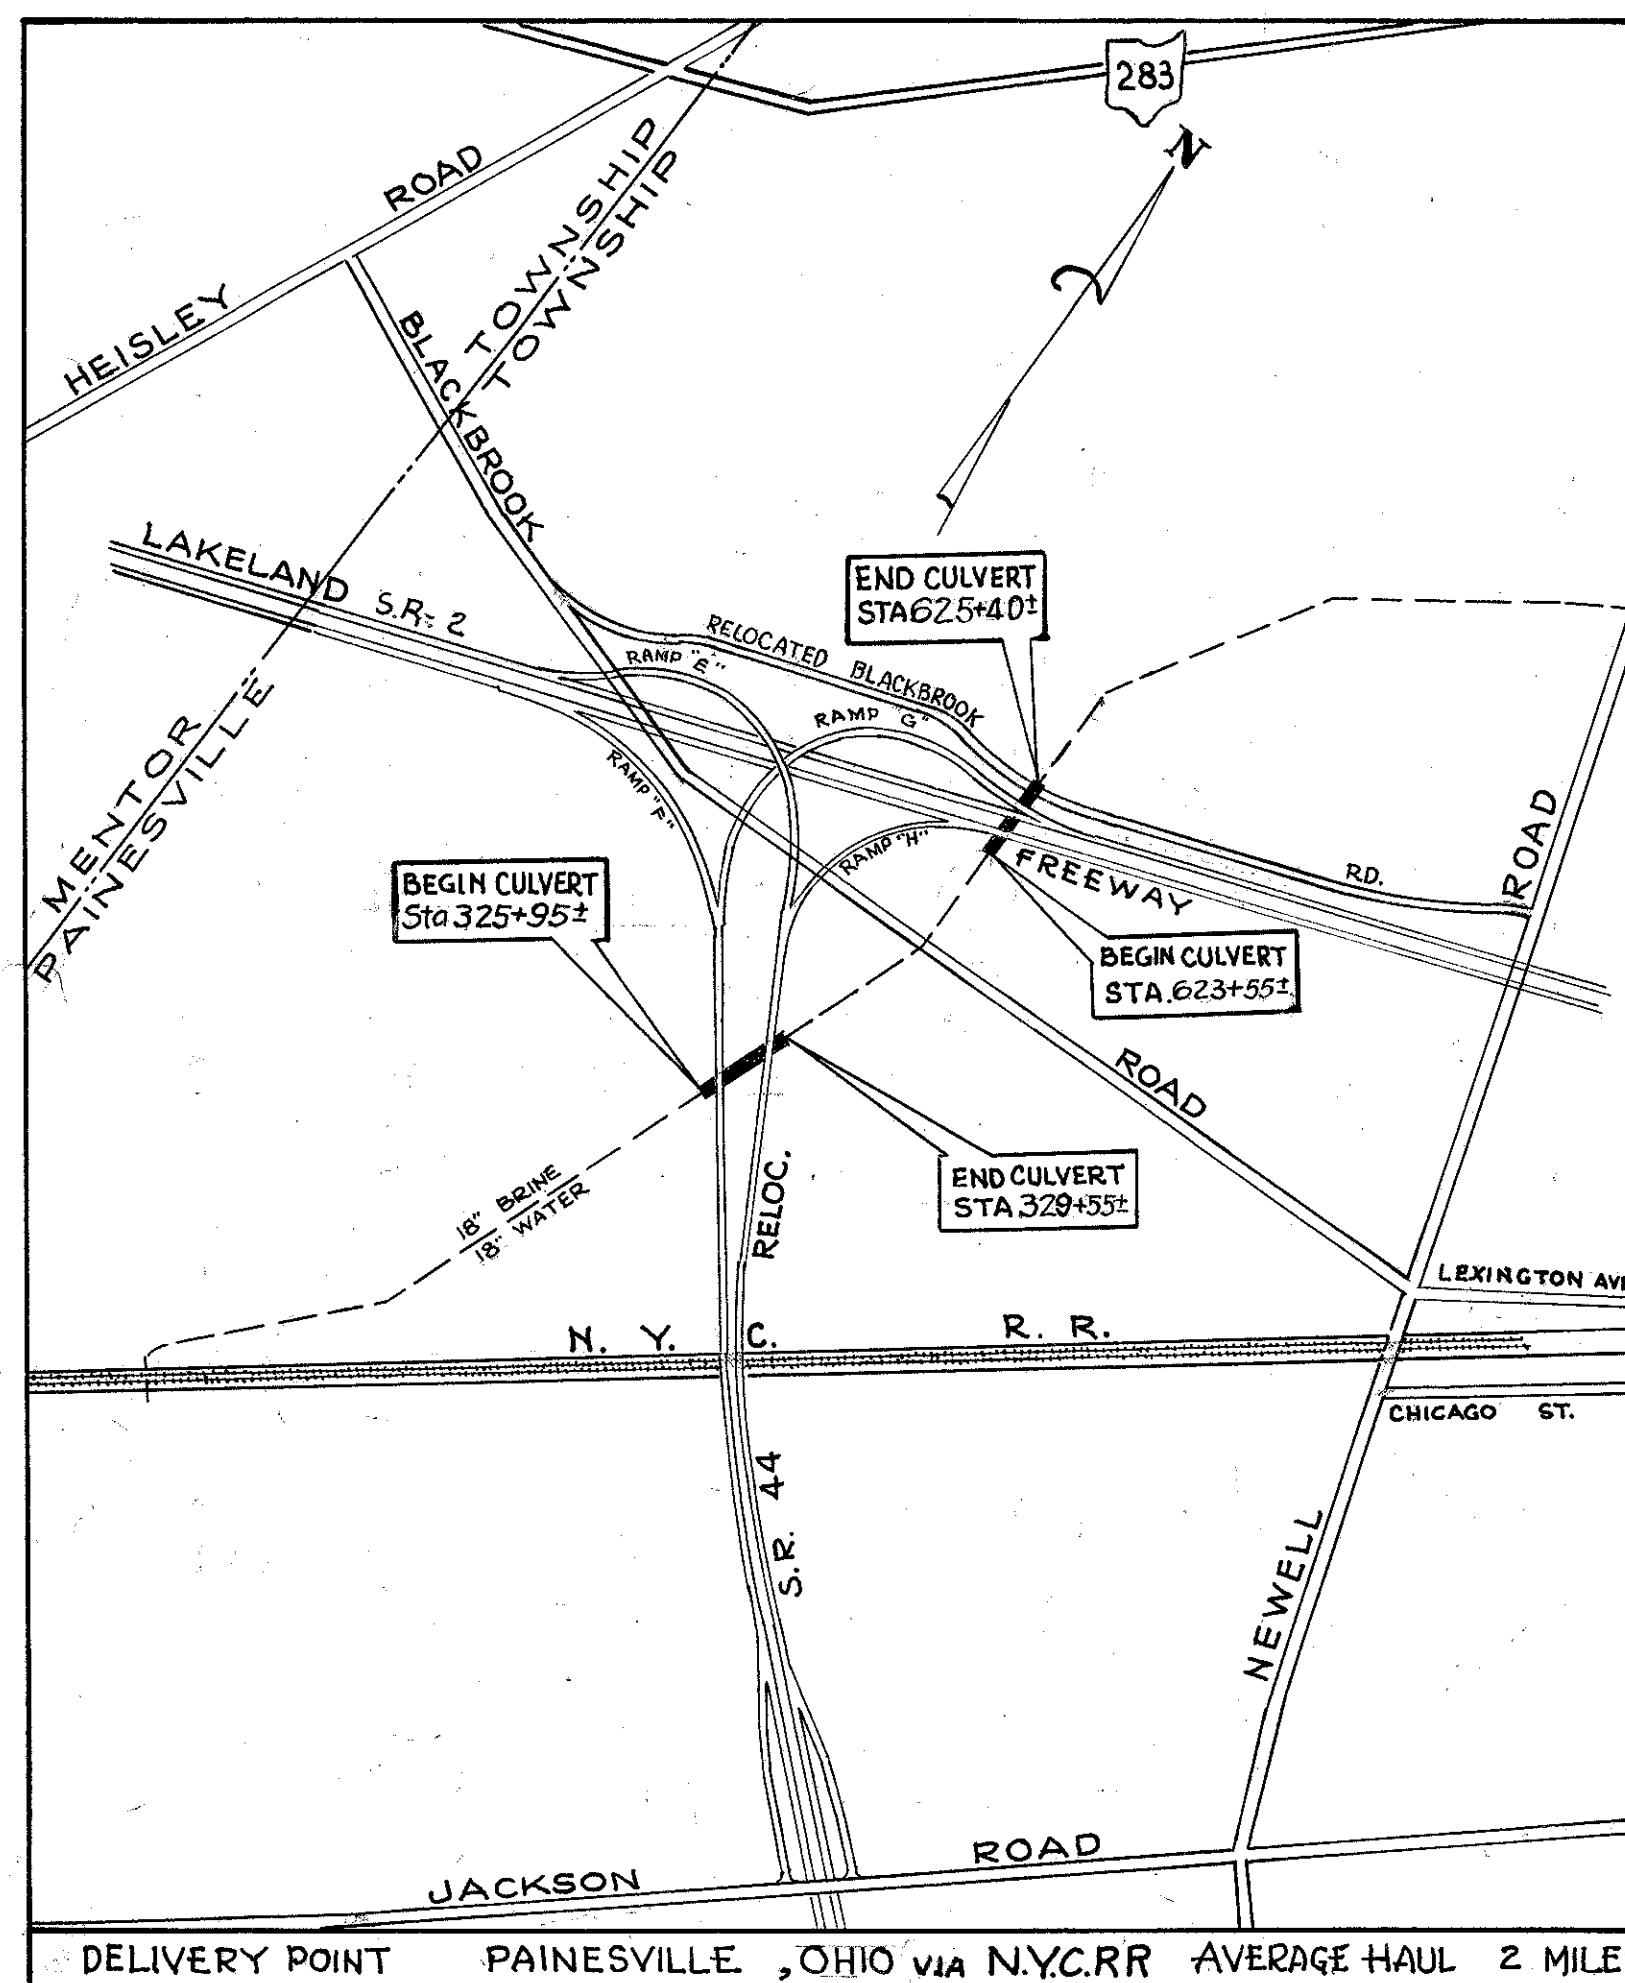 283
N
HEISLEY ROAD
TOWNSHIP
TOWNSHIP
BLACKBROOK
LAKELAND S.R. 2
END CULVERT
STA 625+40±
RELOCATED BLACKBROOK
RAMP "E"
RAMP "G"
RAMP "F"
RAMP "H"
MENTOR
PAINESVILLE
FREEWAY
RD.
ROAD
BEGIN CULVERT
Sta 325+95±
BEGIN CULVERT
STA. 623+55±
ROAD
END CULVERT
STA 329+55±
18" BRINE
18" WATER
RELOC.
LEXINGTON
N. Y. C. R. R.
CHICAGO ST.
S.R. 44
NEWELL
JACKSON ROAD
DELIVERY POINT PAINESVILLE, OHIO VIA N.Y.C.RR AVERAGE HAUL 2 MILE